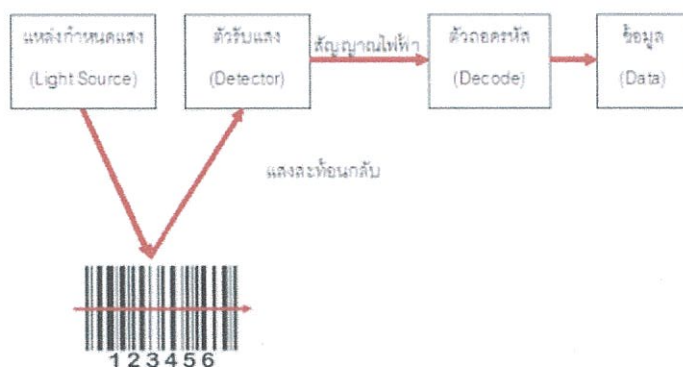 แหล่งกำหนดแสง
(Light Source)
ตัวรับแสง
(Detector)
สัญญาณไฟฟ้า
ตัวถอดรหัส
(Decode)
ข้อมูล
(Data)
แสงสะท้อนกลับ
123456